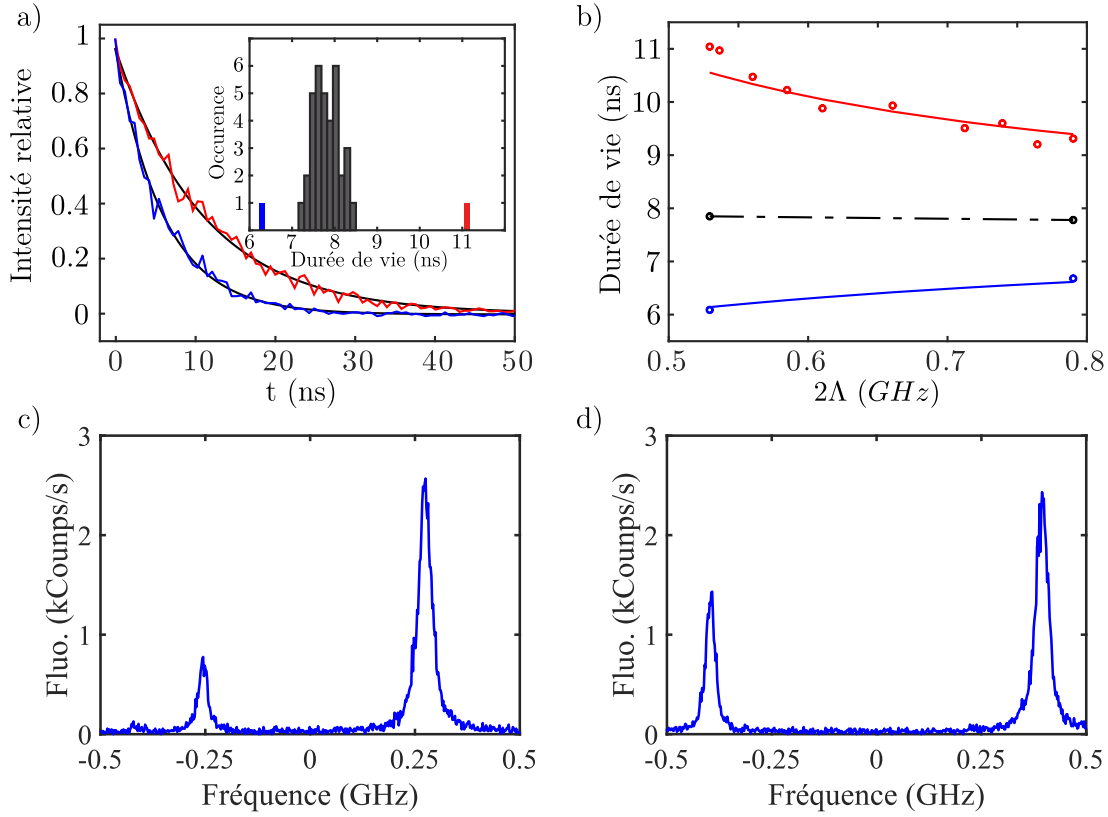 a)
Intensité relative
1
0.8
0.6
0.4
0.2
0
0 10 20 30 40 50
t (ns)
Occurence
6
5
4
3
2
1
6 7 8 9 10 11
Durée de vie (ns)
b)
Durée de vie (ns)
11
10
9
8
7
6
0.5 0.6 0.7 0.8
2Λ (GHz)
c)
Fluo. (kCounps/s)
3
2
1
0
-0.5 -0.25 0 0.25 0.5
Fréquence (GHz)
d)
Fluo. (kCounps/s)
3
2
1
0
-0.5 -0.25 0 0.25 0.5
Fréquence (GHz)